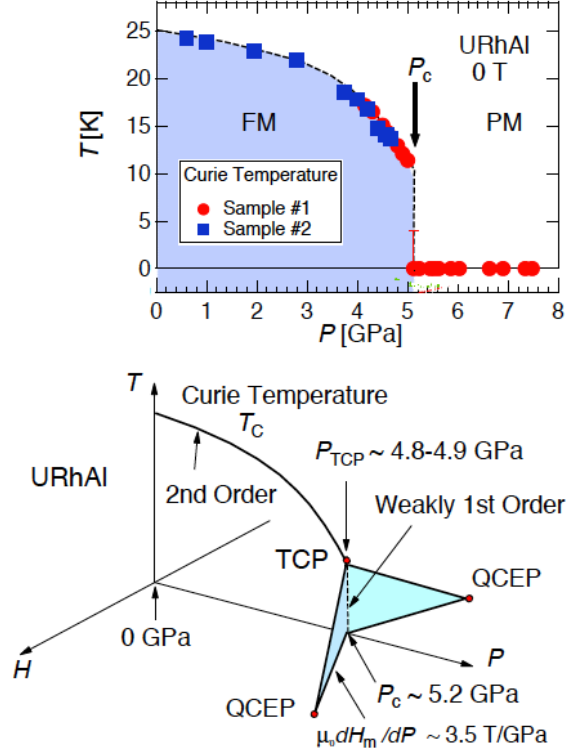 25
20
15
10
5
0
T [K]
URhAl
0 T
P_c
FM
PM
Curie Temperature
Sample #1
Sample #2
0 1 2 3 4 5 6 7 8
P [GPa]
T
Curie Temperature
T_C
P_TCP ~ 4.8-4.9 GPa
URhAl
2nd Order
Weakly 1st Order
TCP
QCEP
0 GPa
H
P
P_c ~ 5.2 GPa
QCEP
μ₀dH_m/dP ~ 3.5 T/GPa